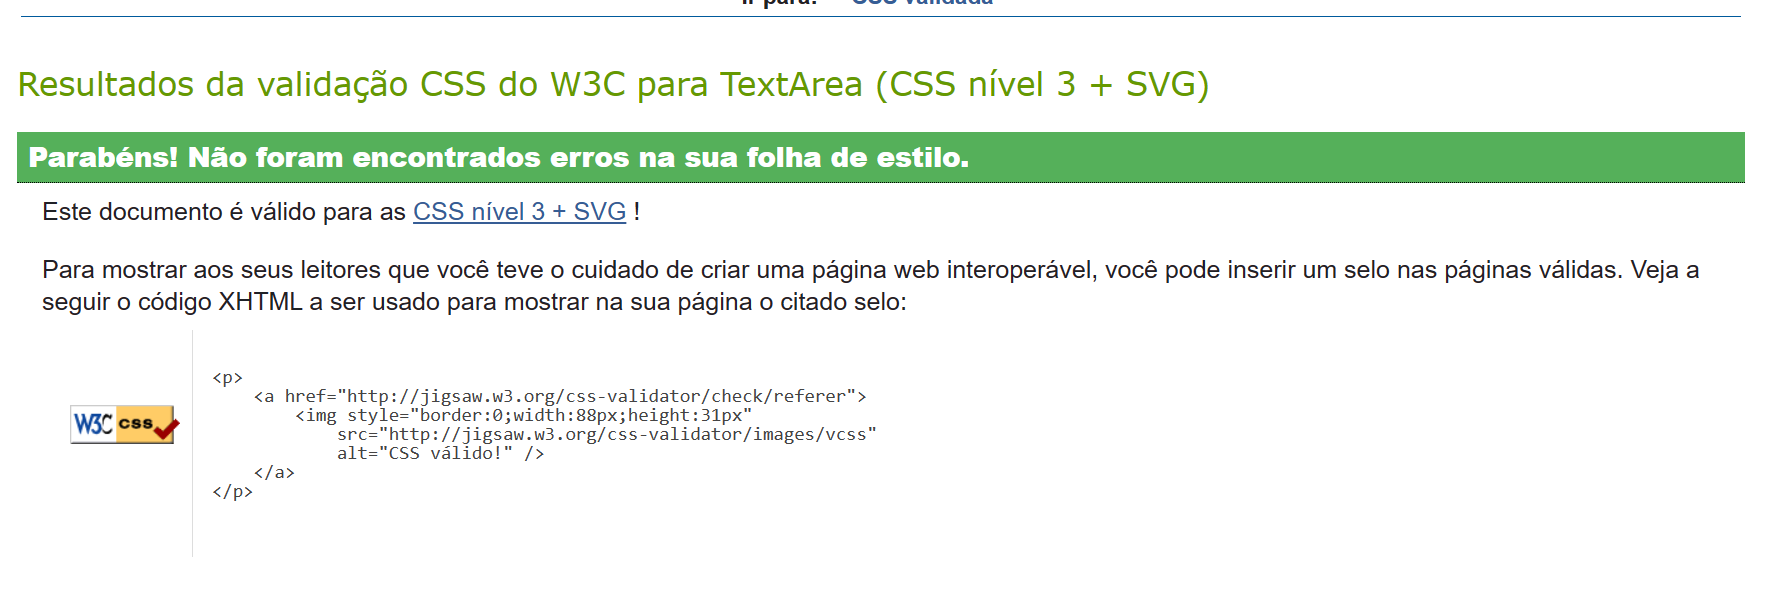 Ir para: CSS validada
Resultados da validação CSS do W3C para TextArea (CSS nível 3 + SVG)
Parabéns! Não foram encontrados erros na sua folha de estilo.
Este documento é válido para as CSS nível 3 + SVG !
Para mostrar aos seus leitores que você teve o cuidado de criar uma página web interoperável, você pode inserir um selo nas páginas válidas. Veja a
seguir o código XHTML a ser usado para mostrar na sua página o citado selo:
W3C css
<p>
    <a href="http://jigsaw.w3.org/css-validator/check/referer">
        <img style="border:0;width:88px;height:31px"
            src="http://jigsaw.w3.org/css-validator/images/vcss"
            alt="CSS válido!" />
    </a>
</p>